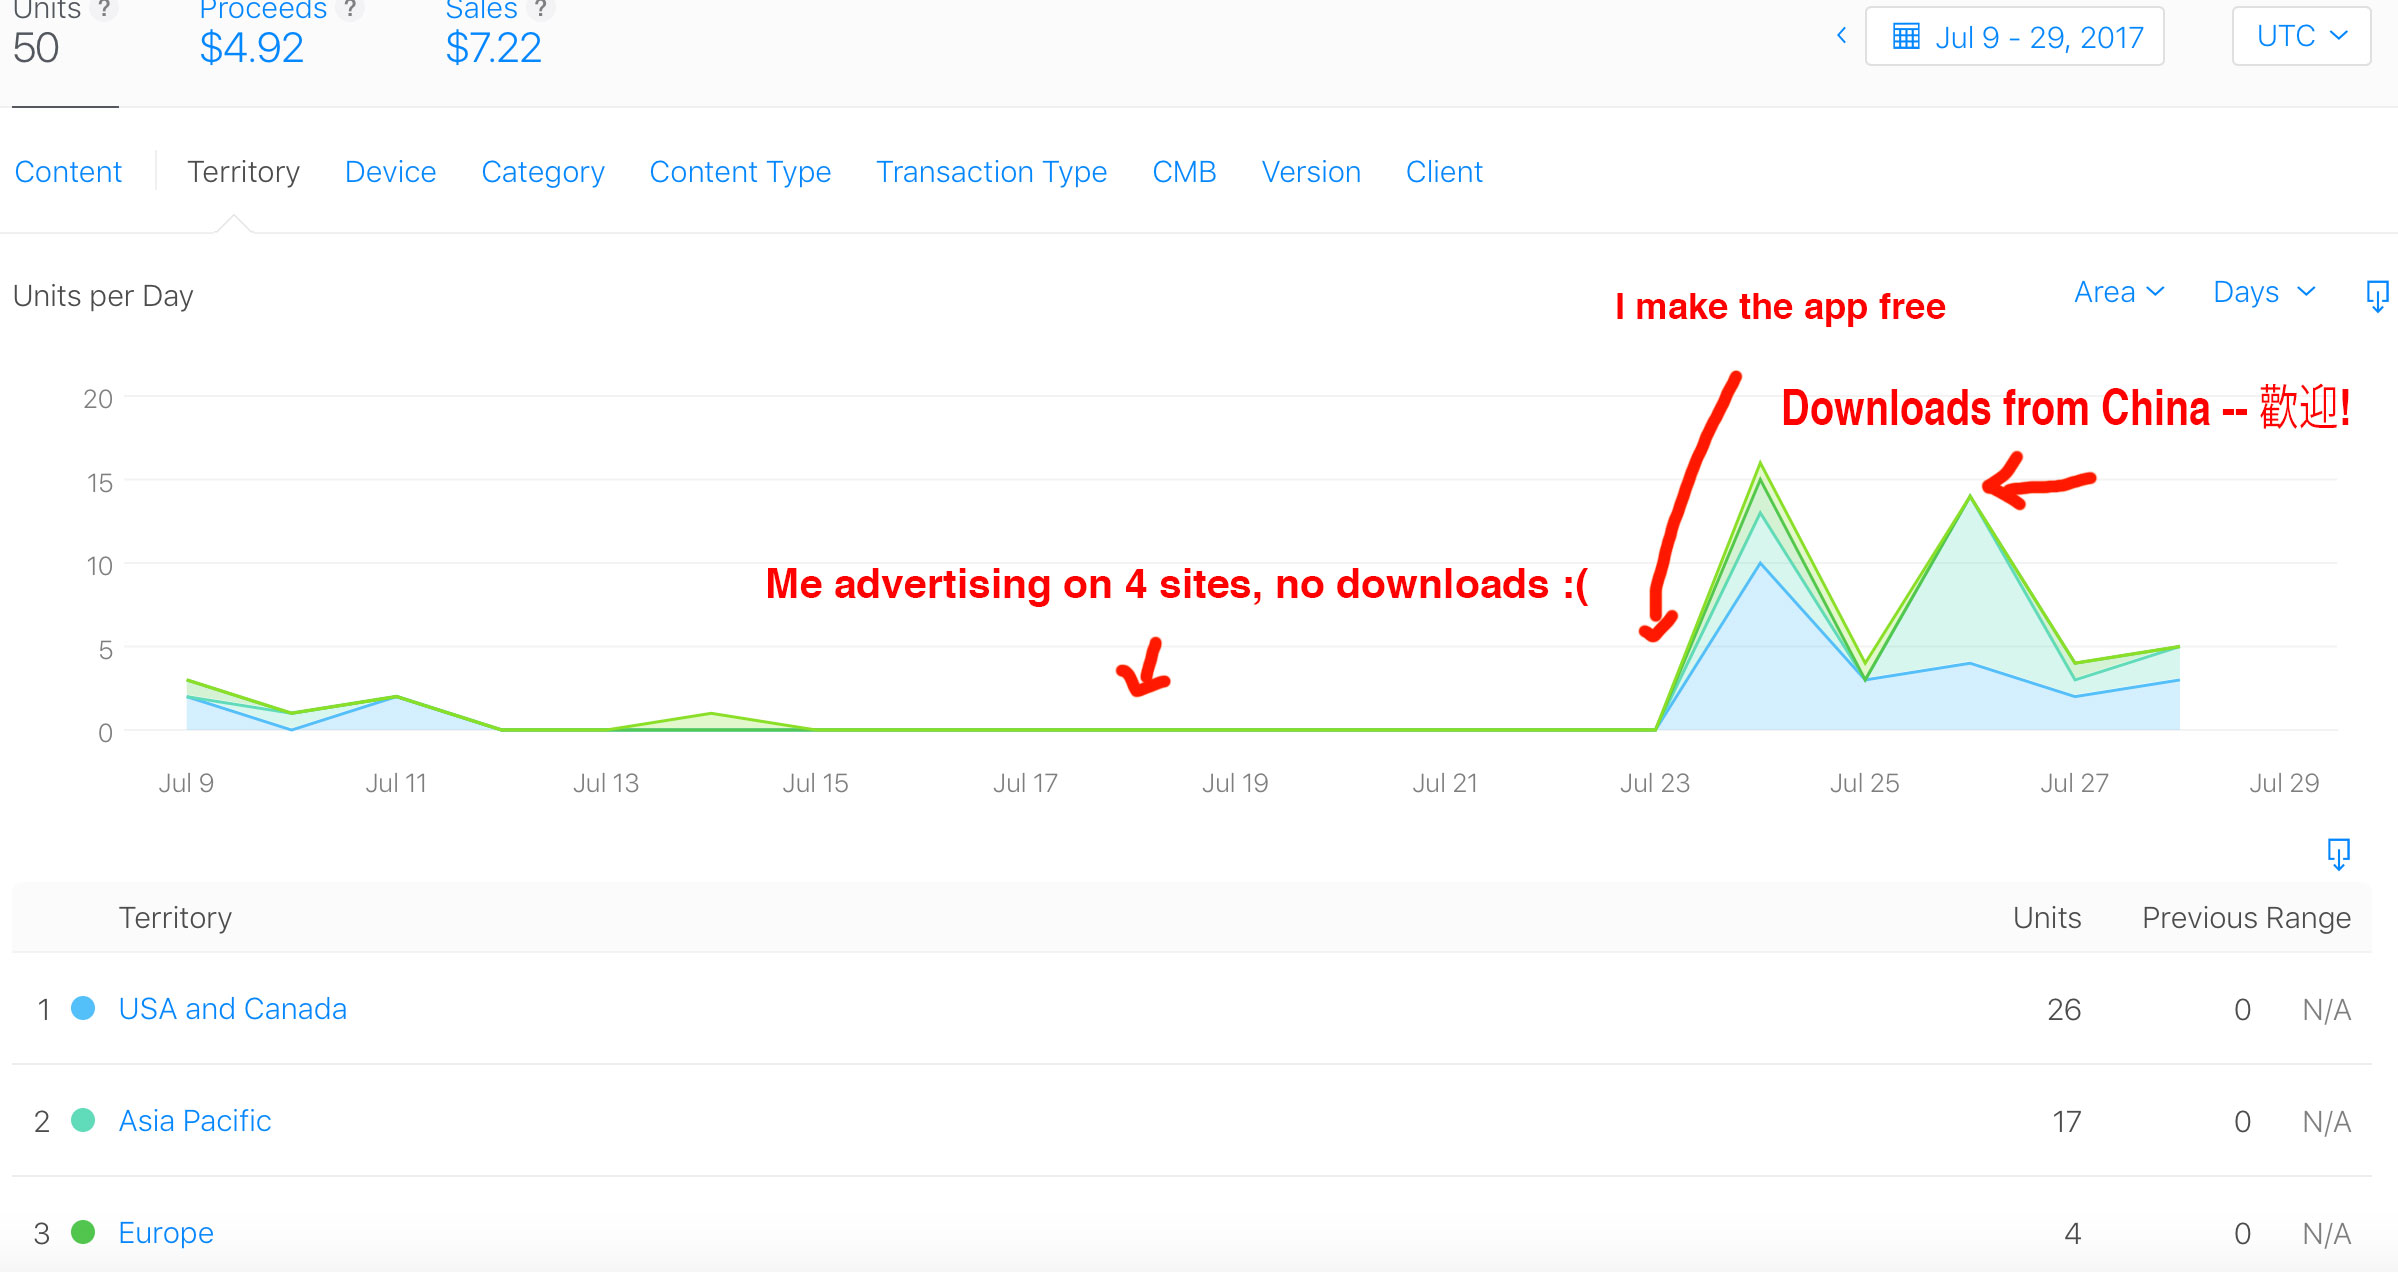 Units ? Proceeds ? Sales ?
50 $4.92 $7.22
Jul 9 - 29, 2017 UTC
Content Territory Device Category Content Type Transaction Type CMB Version Client
Units per Day
Area Days
I make the app free
Downloads from China -- 歡迎!
Me advertising on 4 sites, no downloads :(
20
15
10
5
0
Jul 9 Jul 11 Jul 13 Jul 15 Jul 17 Jul 19 Jul 21 Jul 23 Jul 25 Jul 27 Jul 29
Territory Units Previous Range
1 USA and Canada 26 0 N/A
2 Asia Pacific 17 0 N/A
3 Europe 4 0 N/A